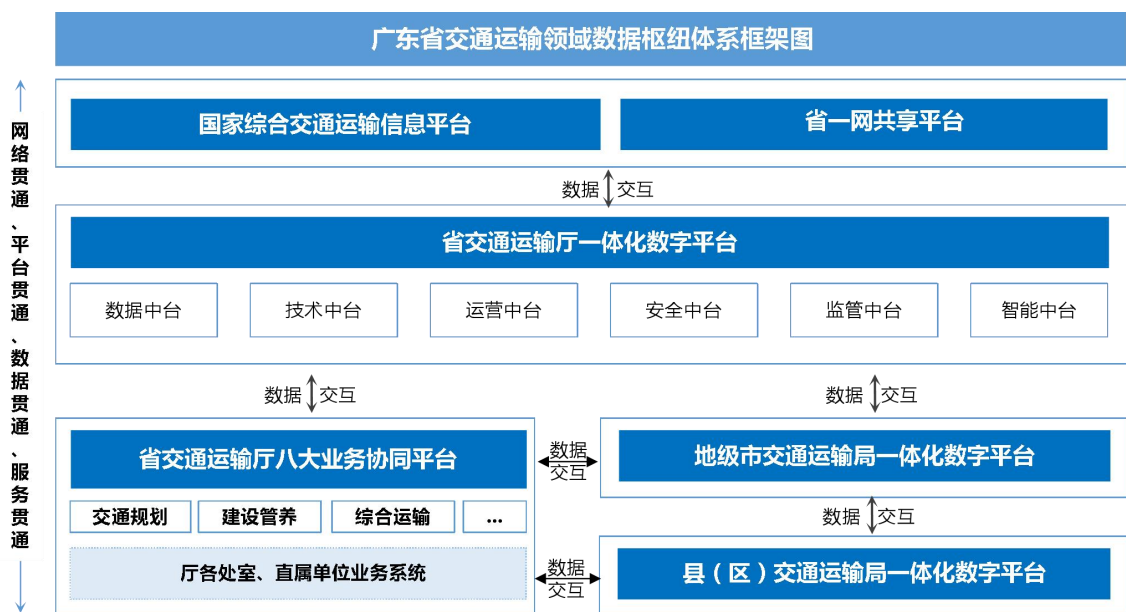 广东省交通运输领域数据枢纽体系框架图
网络贯通、平台贯通、数据贯通、服务贯通
国家综合交通运输信息平台
省一网共享平台
数据 交互
省交通运输厅一体化数字平台
数据中台
技术中台
运营中台
安全中台
监管中台
智能中台
数据 交互
数据 交互
省交通运输厅八大业务协同平台
数据
交互
地级市交通运输局一体化数字平台
交通规划
建设管养
综合运输
...
数据 交互
厅各处室、直属单位业务系统
数据
交互
县（区）交通运输局一体化数字平台